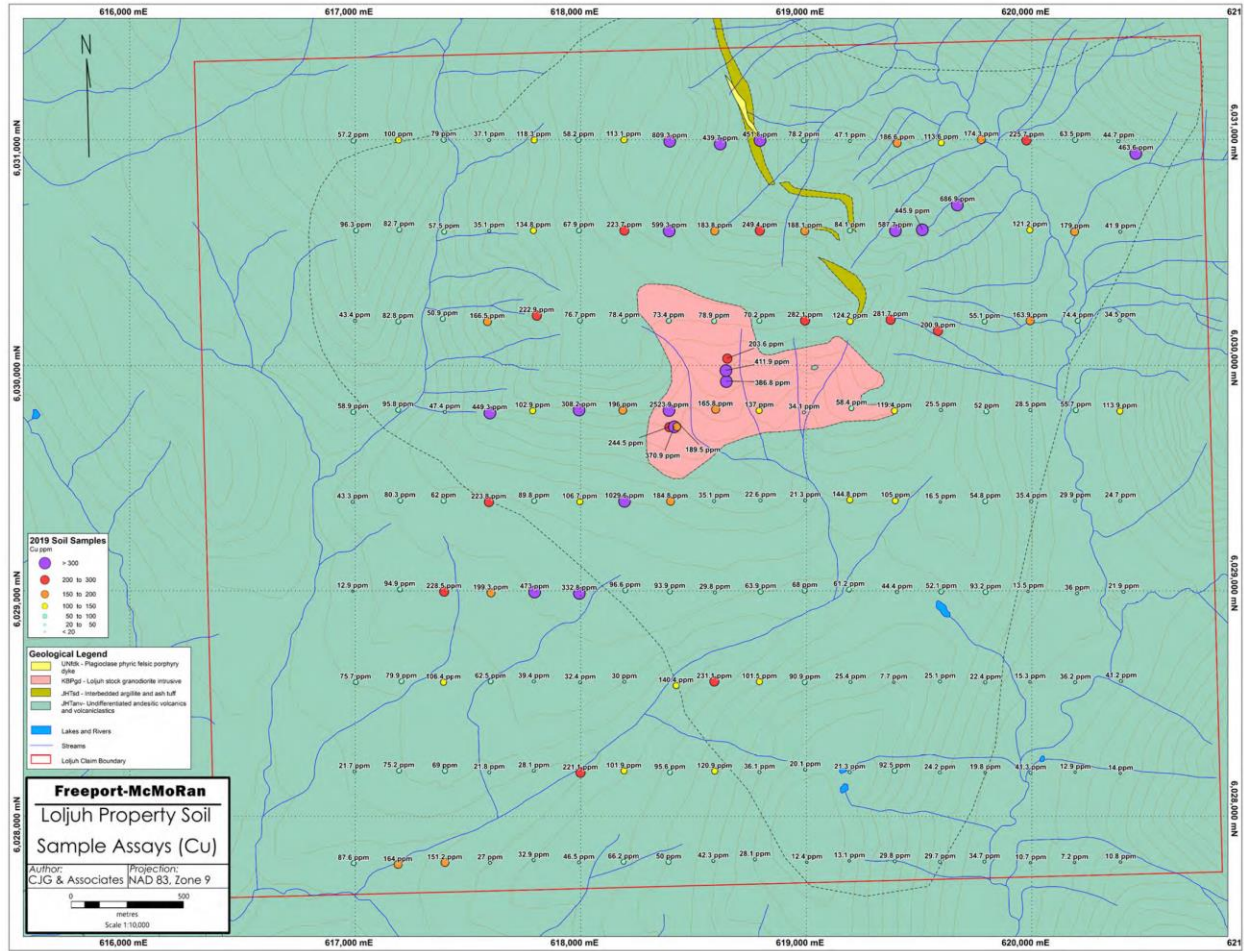 616,000 mE 617,000 mE 618,000 mE 619,000 mE 620,000 mE 621
N
6,031,000 mN 6,031,000 mN
57.2 ppm 100 ppm 79 ppm 37.1 ppm 118.3 ppm 58.2 ppm 113.1 ppm 809.3 ppm 439.7 ppm 451.6 ppm 78.2 ppm 47.1 ppm 186.6 ppm 113.6 ppm 174.3 ppm 225.7 ppm 63.5 ppm 44.7 ppm
463.6 ppm
686.9 ppm
445.9 ppm
96.3 ppm 82.7 ppm 57.5 ppm 35.1 ppm 134.8 ppm 67.9 ppm 223.7 ppm 599.3 ppm 183.8 ppm 249.4 ppm 188.1 ppm 84.1 ppm 587.7 ppm 121.2 ppm 179 ppm 41.9 ppm
43.4 ppm 82.8 ppm 50.9 ppm 166.5 ppm 222.9 ppm 76.7 ppm 78.4 ppm 73.4 ppm 78.9 ppm 70.2 ppm 282.1 ppm 124.2 ppm 281.7 ppm 200.9 ppm 55.1 ppm 163.9 ppm 74.4 ppm 34.5 ppm
203.6 ppm
6,030,000 mN 6,030,000 mN
411.9 ppm
386.8 ppm
58.9 ppm 95.8 ppm 47.4 ppm 449.3 ppm 102.9 ppm 308.2 ppm 196 ppm 2523.8 ppm 165.8 ppm 137 ppm 34.1 ppm 58.4 ppm 119.4 ppm 25.5 ppm 52 ppm 28.5 ppm 55.7 ppm 113.9 ppm
244.5 ppm
370.9 ppm
189.5 ppm
43.3 ppm 80.3 ppm 62 ppm 223.8 ppm 89.8 ppm 106.7 ppm 1029.6 ppm 184.8 ppm 35.1 ppm 22.6 ppm 21.3 ppm 144.8 ppm 105 ppm 16.5 ppm 54.8 ppm 35.4 ppm 29.9 ppm 24.7 ppm
6,029,000 mN 6,029,000 mN
12.9 ppm 94.9 ppm 228.5 ppm 199.3 ppm 473 ppm 332.8 ppm 96.6 ppm 93.9 ppm 29.8 ppm 63.9 ppm 68 ppm 61.2 ppm 44.4 ppm 52.1 ppm 93.2 ppm 13.5 ppm 36 ppm 21.9 ppm
75.7 ppm 79.9 ppm 106.4 ppm 62.5 ppm 39.4 ppm 32.4 ppm 30 ppm 140.4 ppm 231.1 ppm 101.5 ppm 90.9 ppm 25.4 ppm 7.7 ppm 25.1 ppm 22.4 ppm 15.3 ppm 36.2 ppm 41.2 ppm
21.7 ppm 75.2 ppm 69 ppm 21.8 ppm 28.1 ppm 221.5 ppm 101.9 ppm 95.6 ppm 120.9 ppm 36.1 ppm 20.1 ppm 21.3 ppm 92.5 ppm 24.2 ppm 19.8 ppm 41.3 ppm 12.9 ppm 14 ppm
6,028,000 mN 6,028,000 mN
87.6 ppm 164 ppm 151.2 ppm 27 ppm 32.9 ppm 46.5 ppm 66.2 ppm 50 ppm 42.3 ppm 28.1 ppm 12.4 ppm 13.1 ppm 29.8 ppm 29.7 ppm 34.7 ppm 10.7 ppm 7.2 ppm 10.8 ppm
2019 Soil Samples
Cu ppm
> 300
200 to 300
150 to 200
100 to 150
50 to 100
20 to 50
< 20
Geological Legend
UNfdk - Plagioclase phyric felsic porphyry
dyke
KBPgd - Loljuh stock granodiorite intrusive
JHTsd - Interbedded argillite and ash tuff
JHTanv- Undifferentiated andesitic volcanics
and volcaniclastics
Lakes and Rivers
Streams
Loljuh Claim Boundary
Freeport-McMoRan
Loljuh Property Soil
Sample Assays (Cu)
Author: Projection:
CJG & Associates NAD 83, Zone 9
0 500
metres
Scale 1:10,000
616,000 mE 617,000 mE 618,000 mE 619,000 mE 620,000 mE 621